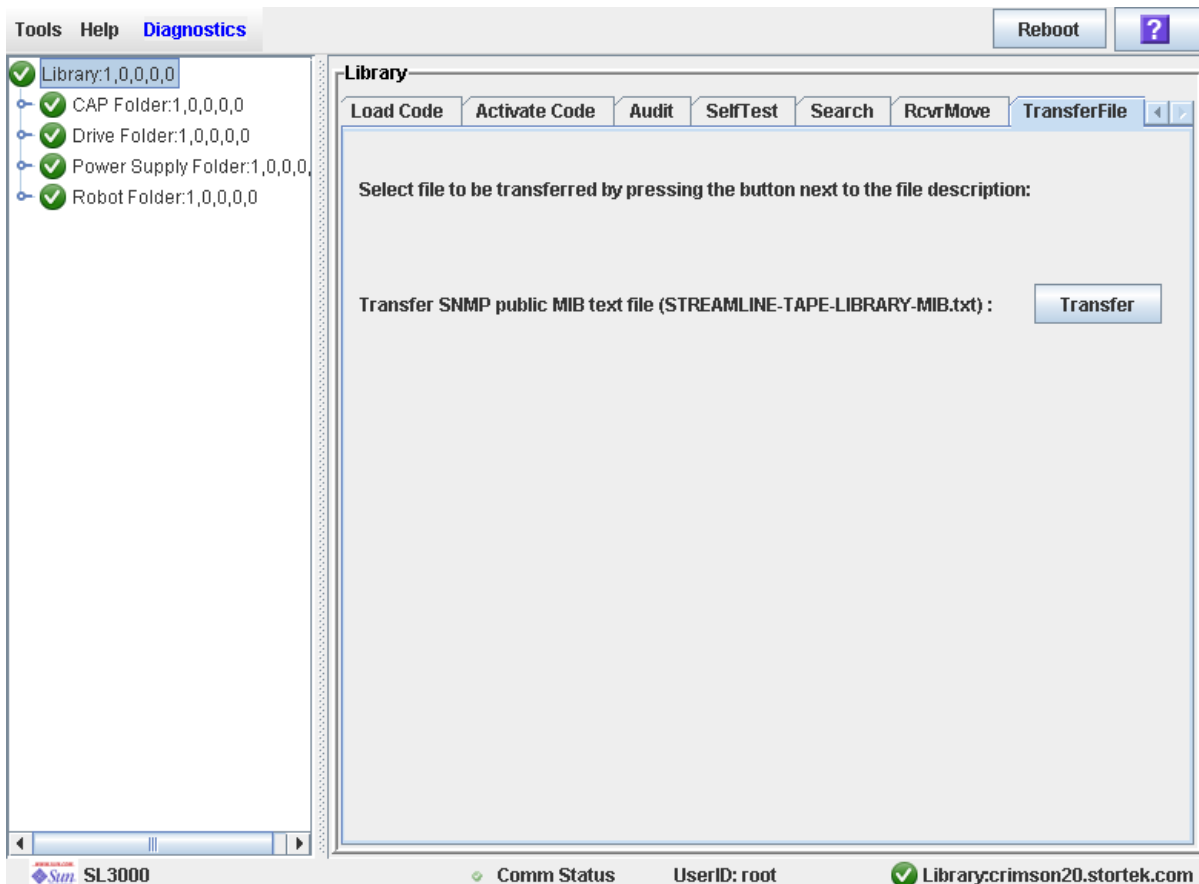 Tools Help Diagnostics Reboot ?
Library:1,0,0,0,0
CAP Folder:1,0,0,0,0
Drive Folder:1,0,0,0,0
Power Supply Folder:1,0,0,0,
Robot Folder:1,0,0,0,0
Library
Load Code Activate Code Audit SelfTest Search RcvrMove TransferFile
Select file to be transferred by pressing the button next to the file description:
Transfer SNMP public MIB text file (STREAMLINE-TAPE-LIBRARY-MIB.txt) : Transfer
Sun SL3000 Comm Status UserID: root Library:crimson20.stortek.com